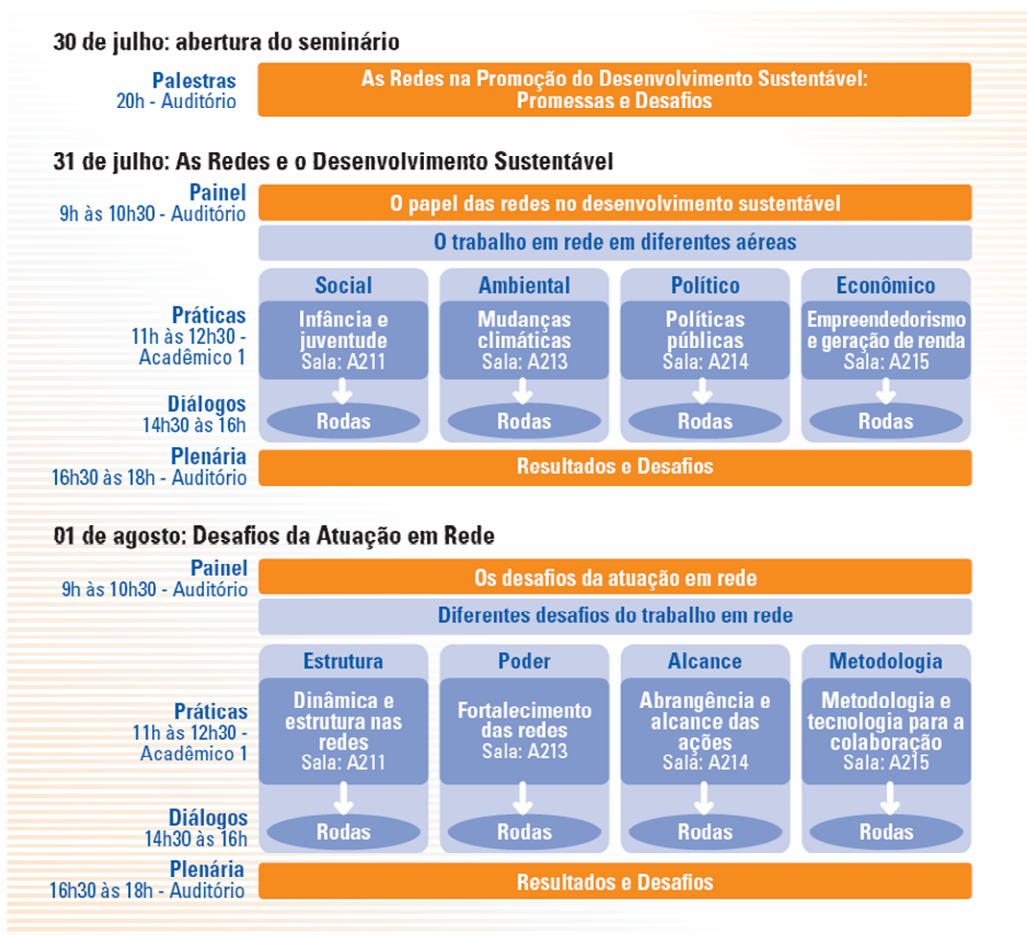 30 de julho: abertura do seminário
Palestras
20h - Auditório
As Redes na Promoção do Desenvolvimento Sustentável:
Promessas e Desafios
31 de julho: As Redes e o Desenvolvimento Sustentável
Painel
9h às 10h30 - Auditório
O papel das redes no desenvolvimento sustentável
O trabalho em rede em diferentes aéreas
Práticas
11h às 12h30 -
Acadêmico 1
Social
Infância e
juventude
Sala: A211
Ambiental
Mudanças
climáticas
Sala: A213
Político
Políticas
públicas
Sala: A214
Econômico
Empreendedorismo
e geração de renda
Sala: A215
Diálogos
14h30 às 16h
Rodas
Rodas
Rodas
Rodas
Plenária
16h30 às 18h - Auditório
Resultados e Desafios
01 de agosto: Desafios da Atuação em Rede
Painel
9h às 10h30 - Auditório
Os desafios da atuação em rede
Diferentes desafios do trabalho em rede
Práticas
11h às 12h30 -
Acadêmico 1
Estrutura
Dinâmica e
estrutura nas
redes
Sala: A211
Poder
Fortalecimento
das redes
Sala: A213
Alcance
Abrangência e
alcance das
ações
Sala: A214
Metodologia
Metodologia e
tecnologia para a
colaboração
Sala: A215
Diálogos
14h30 às 16h
Rodas
Rodas
Rodas
Rodas
Plenária
16h30 às 18h - Auditório
Resultados e Desafios